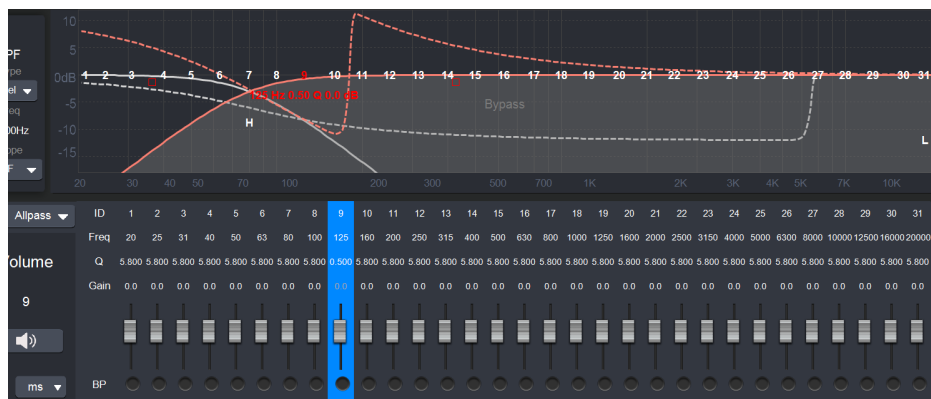 10
PF
5
ype
1 2 3 4 5 6 7 8 9 10 11 12 13 14 15 16 17 18 19 20 21 22 23 24 25 26 27 28 29 30 31
0dB
el
125 Hz 0.50 Q 0.0 dB
-5
Bypass
eq
H
00Hz
-10
L
ope
-15
F
20 30 40 50 70 100 200 300 500 700 1K 2K 3K 4K 5K 7K 10K
Allpass
ID 1 2 3 4 5 6 7 8 9 10 11 12 13 14 15 16 17 18 19 20 21 22 23 24 25 26 27 28 29 30 31
Freq 20 25 31 40 50 63 80 100 125 160 200 250 315 400 500 630 800 1000 1250 1600 2000 2500 3150 4000 5000 6300 8000 10000 12500 16000 20000
olume
Q 5.800 5.800 5.800 5.800 5.800 5.800 5.800 5.800 0.500 5.800 5.800 5.800 5.800 5.800 5.800 5.800 5.800 5.800 5.800 5.800 5.800 5.800 5.800 5.800 5.800 5.800 5.800 5.800 5.800 5.800 5.800
Gain 0.0 0.0 0.0 0.0 0.0 0.0 0.0 0.0 0.0 0.0 0.0 0.0 0.0 0.0 0.0 0.0 0.0 0.0 0.0 0.0 0.0 0.0 0.0 0.0 0.0 0.0 0.0 0.0 0.0 0.0 0.0
9
BP
ms